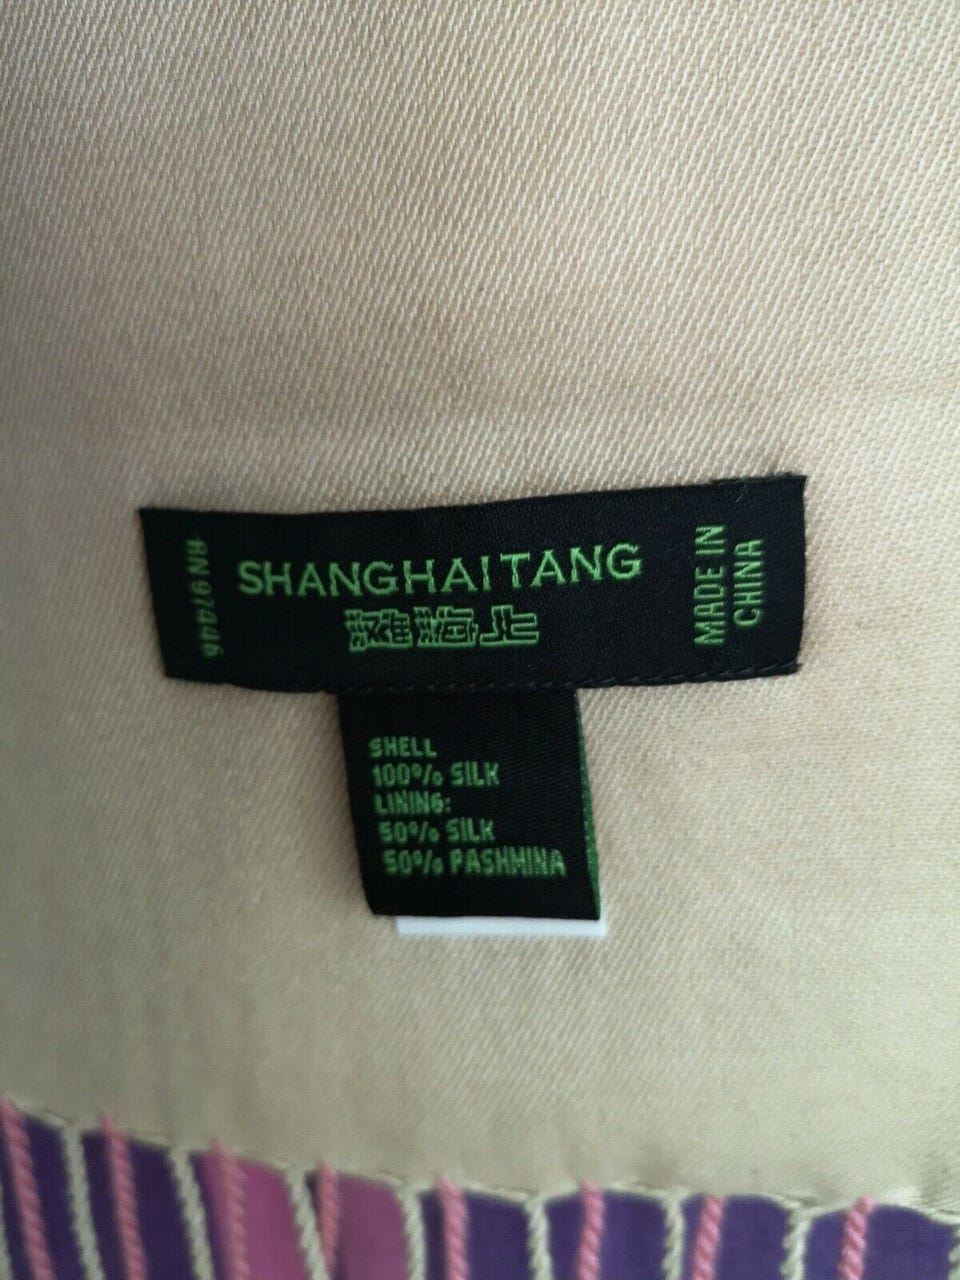 RN 97446
SHANGHAI TANG
灘海上
MADE IN
CHINA
SHELL
100% SILK
LINING:
50% SILK
50% PASHMINA